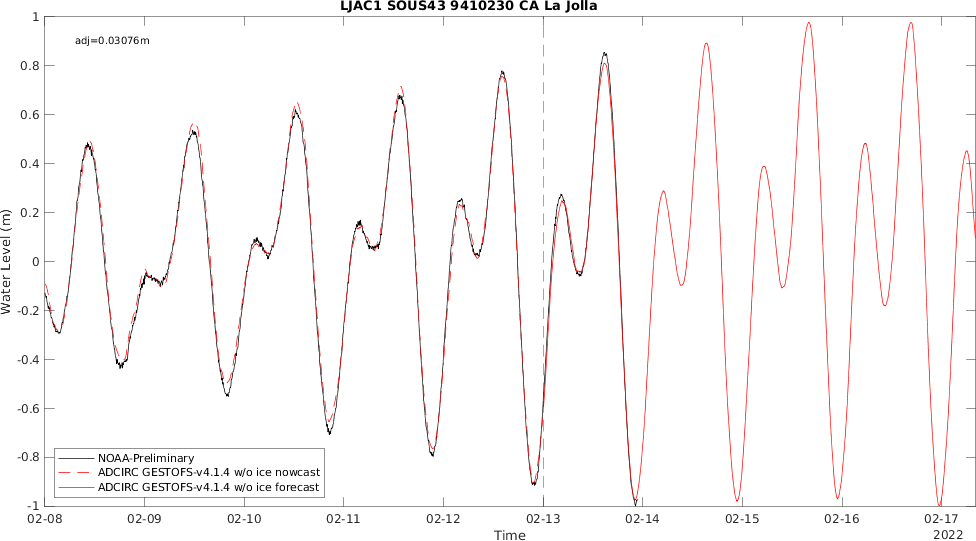 LJAC1 SOUS43 9410230 CA La Jolla
adj=0.03076m
1
0.8
0.6
0.4
0.2
0
-0.2
-0.4
-0.6
-0.8
-1
Water Level (m)
NOAA-Preliminary
ADCIRC GESTOFS-v4.1.4 w/o ice nowcast
ADCIRC GESTOFS-v4.1.4 w/o ice forecast
02-08 02-09 02-10 02-11 02-12 02-13 02-14 02-15 02-16 02-17
Time
2022